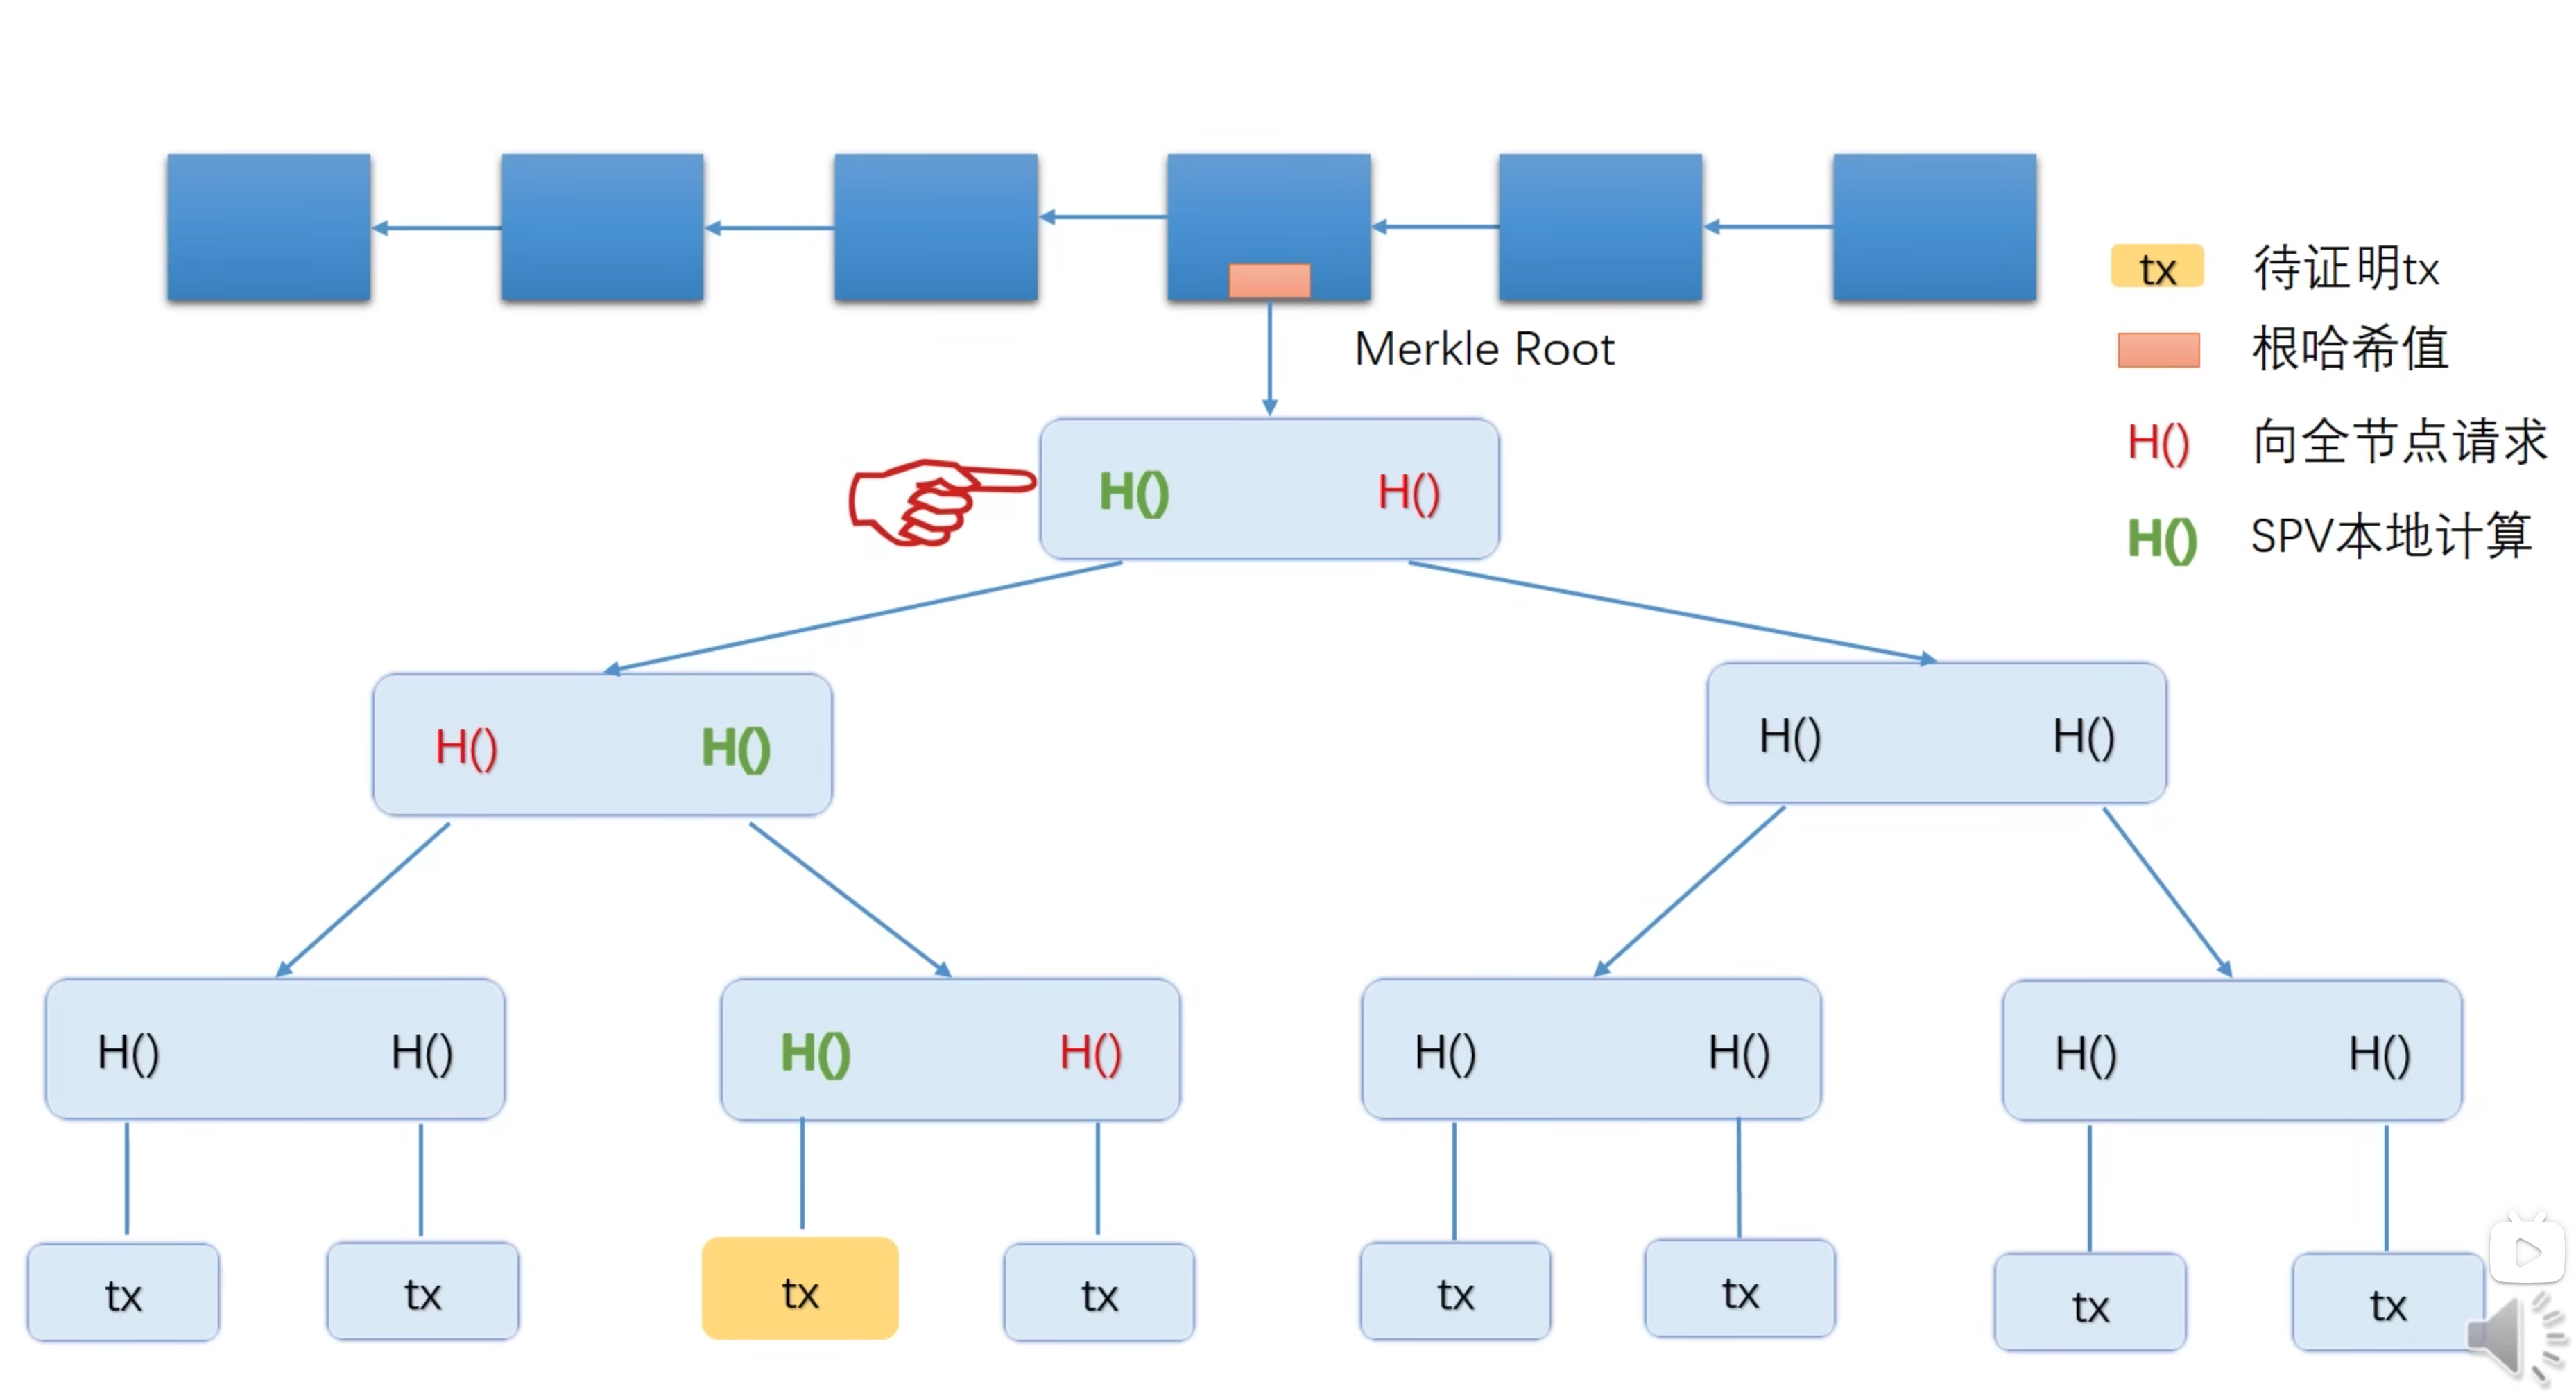 Merkle Root
tx 待证明tx
根哈希值
H() 向全节点请求
H() SPV本地计算
H() H()
H() H() H() H()
H() H() H() H() H() H() H() H()
tx tx tx tx tx tx tx tx